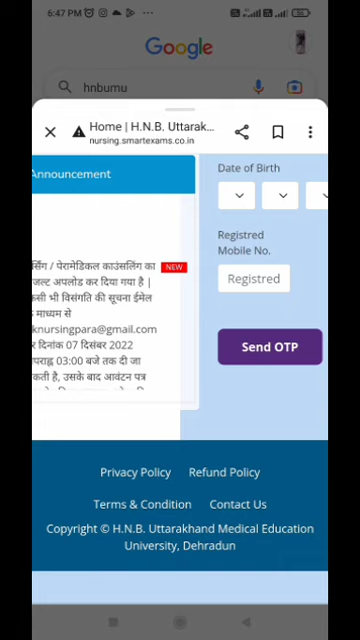 6:47 PM
Google
hnbumu
Home | H.N.B. Uttarak...
nursing.smartexams.co.in
Announcement
Date of Birth
Registred
Mobile No.
Registred
Send OTP
र्सिंग / पेरामेडिकल काउंसलिंग का NEW
जल्ट अपलोड कर दिया गया है |
कसी भी विसंगति की सूचना ईमेल
माध्यम से
knursingpara@gmail.com
र दिनांक 07 दिसंबर 2022
पराह्न 03:00 बजे तक दी जा
कती है, उसके बाद आवंटन पत्र
Privacy Policy Refund Policy
Terms & Condition Contact Us
Copyright © H.N.B. Uttarakhand Medical Education
University, Dehradun